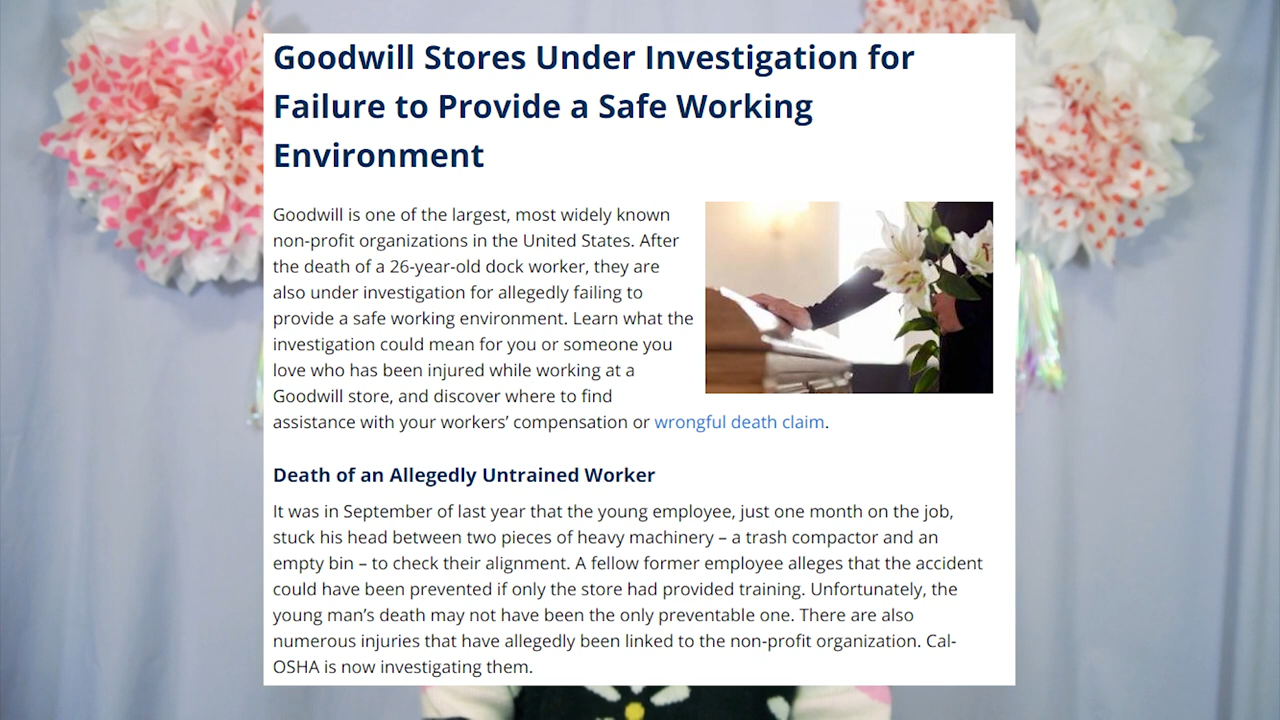 Goodwill Stores Under Investigation for
Failure to Provide a Safe Working
Environment
Goodwill is one of the largest, most widely known
non-profit organizations in the United States. After
the death of a 26-year-old dock worker, they are
also under investigation for allegedly failing to
provide a safe working environment. Learn what the
investigation could mean for you or someone you
love who has been injured while working at a
Goodwill store, and discover where to find
assistance with your workers’ compensation or wrongful death claim.
Death of an Allegedly Untrained Worker
It was in September of last year that the young employee, just one month on the job,
stuck his head between two pieces of heavy machinery – a trash compactor and an
empty bin – to check their alignment. A fellow former employee alleges that the accident
could have been prevented if only the store had provided training. Unfortunately, the
young man’s death may not have been the only preventable one. There are also
numerous injuries that have allegedly been linked to the non-profit organization. Cal-
OSHA is now investigating them.